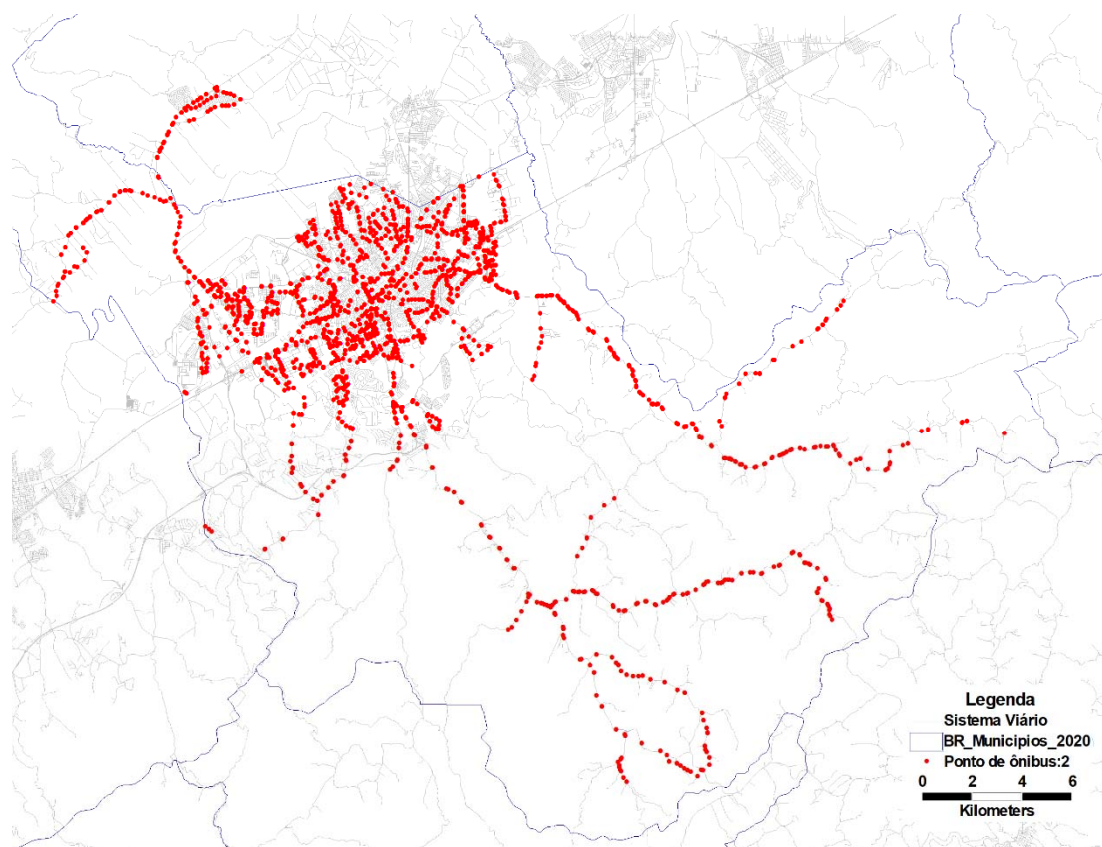 Legenda
Sistema Viário
BR_Municipios_2020
Ponto de ônibus:2
0 2 4 6
Kilometers